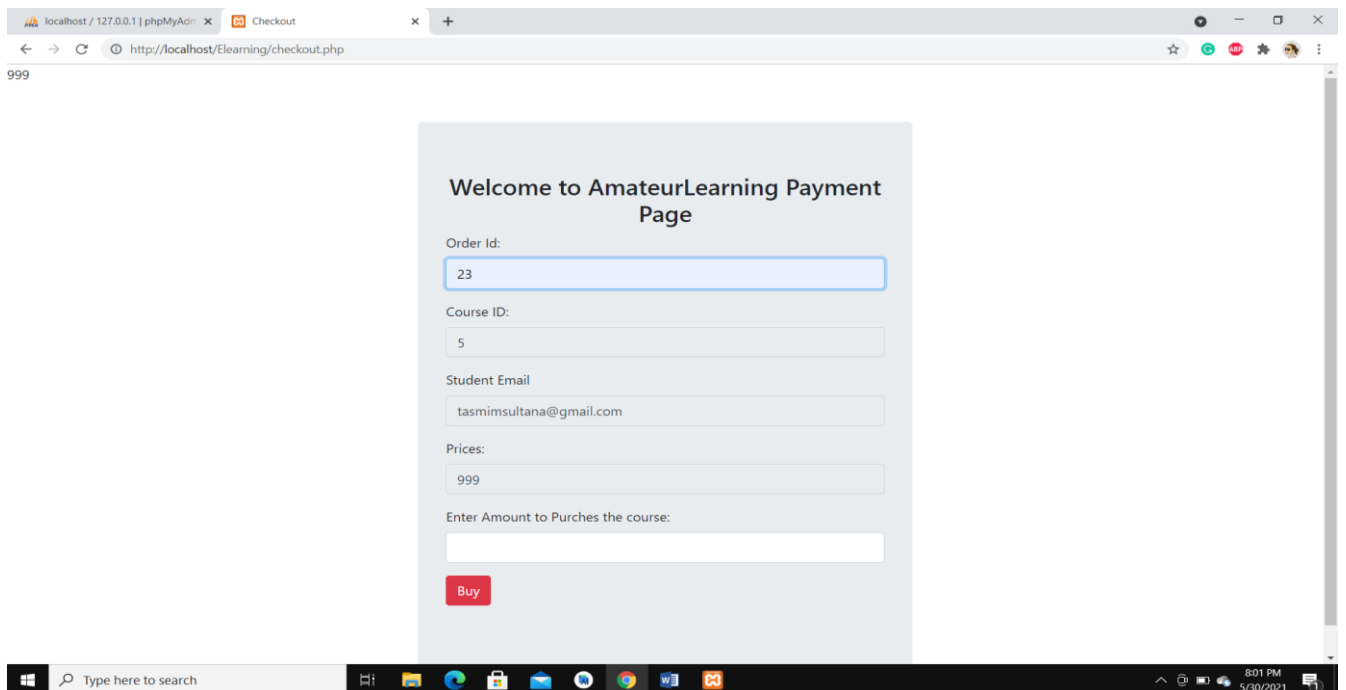 localhost / 127.0.0.1 | phpMyAdm
Checkout
http://localhost/Elearning/checkout.php
ABP
999
Welcome to AmateurLearning Payment
Page
Order Id:
23
Course ID:
5
Student Email
tasmimsultana@gmail.com
Prices:
999
Enter Amount to Purches the course:
Buy
Type here to search
8:01 PM
5/30/2021